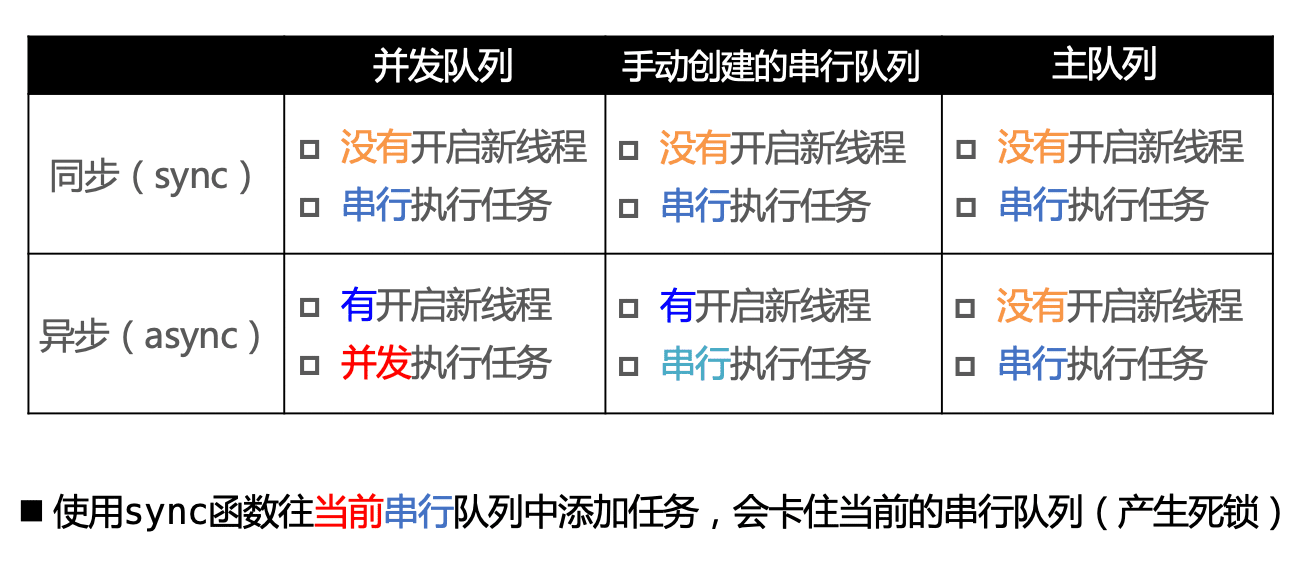 并发队列 手动创建的串行队列 主队列
没有开启新线程 没有开启新线程 没有开启新线程
同步（sync）
串行执行任务 串行执行任务 串行执行任务
有开启新线程 有开启新线程 没有开启新线程
异步（async）
并发执行任务 串行执行任务 串行执行任务
使用sync函数往当前串行队列中添加任务，会卡住当前的串行队列（产生死锁）